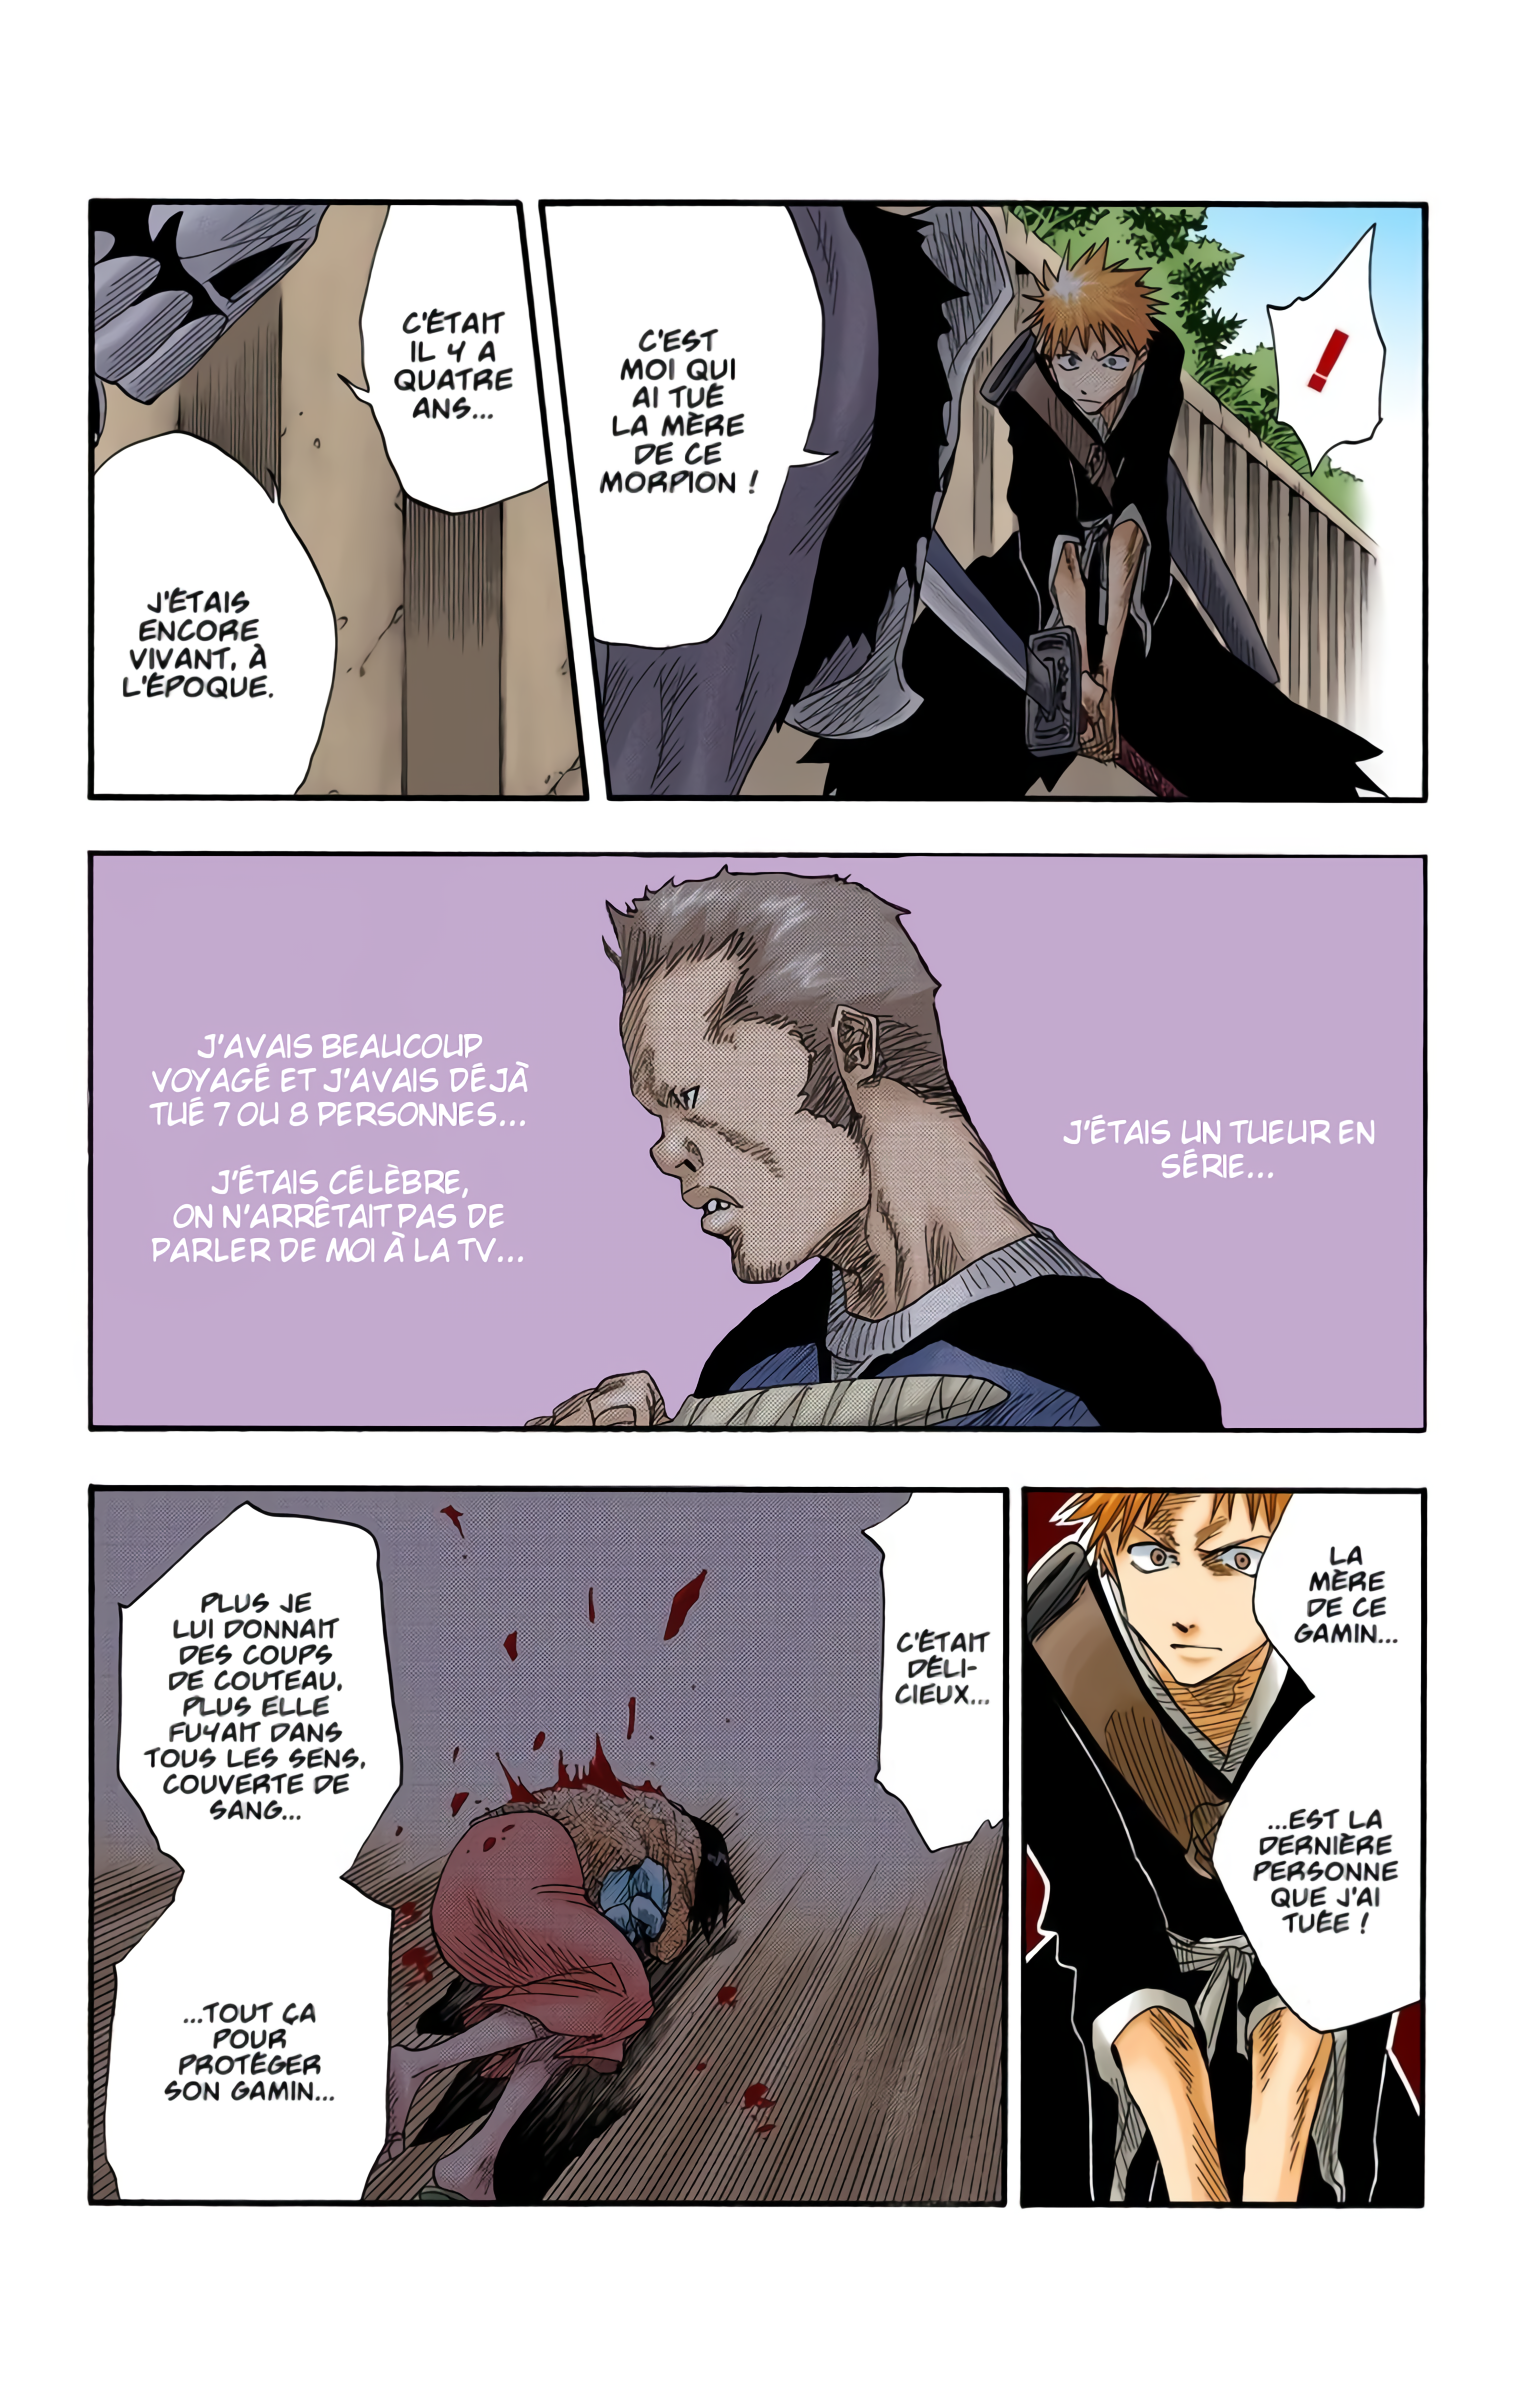 !
C'EST
MOI QUI
AI TUÉ
LA MÈRE
DE CE
MORPION !
C'ÉTAIT
IL Y A
QUATRE
ANS...
J'ÉTAIS
ENCORE
VIVANT, À
L'ÉPOQUE.
J'ÉTAIS UN TUEUR EN
SÉRIE...
J'AVAIS BEAUCOUP
VOYAGÉ ET J'AVAIS DÉJÀ
TUÉ 7 OU 8 PERSONNES...
J'ÉTAIS CÉLÈBRE,
ON N'ARRÊTAIT PAS DE
PARLER DE MOI À LA TV...
LA
MÈRE
DE CE
GAMIN...
...EST LA
DERNIÈRE
PERSONNE
QUE J'AI
TUÉE !
C'ÉTAIT
DÉLI-
CIEUX...
PLUS JE
LUI DONNAIT
DES COUPS
DE COUTEAU,
PLUS ELLE
FUYAIT DANS
TOUS LES SENS,
COUVERTE DE
SANG...
...TOUT ÇA
POUR
PROTÉGER
SON GAMIN...